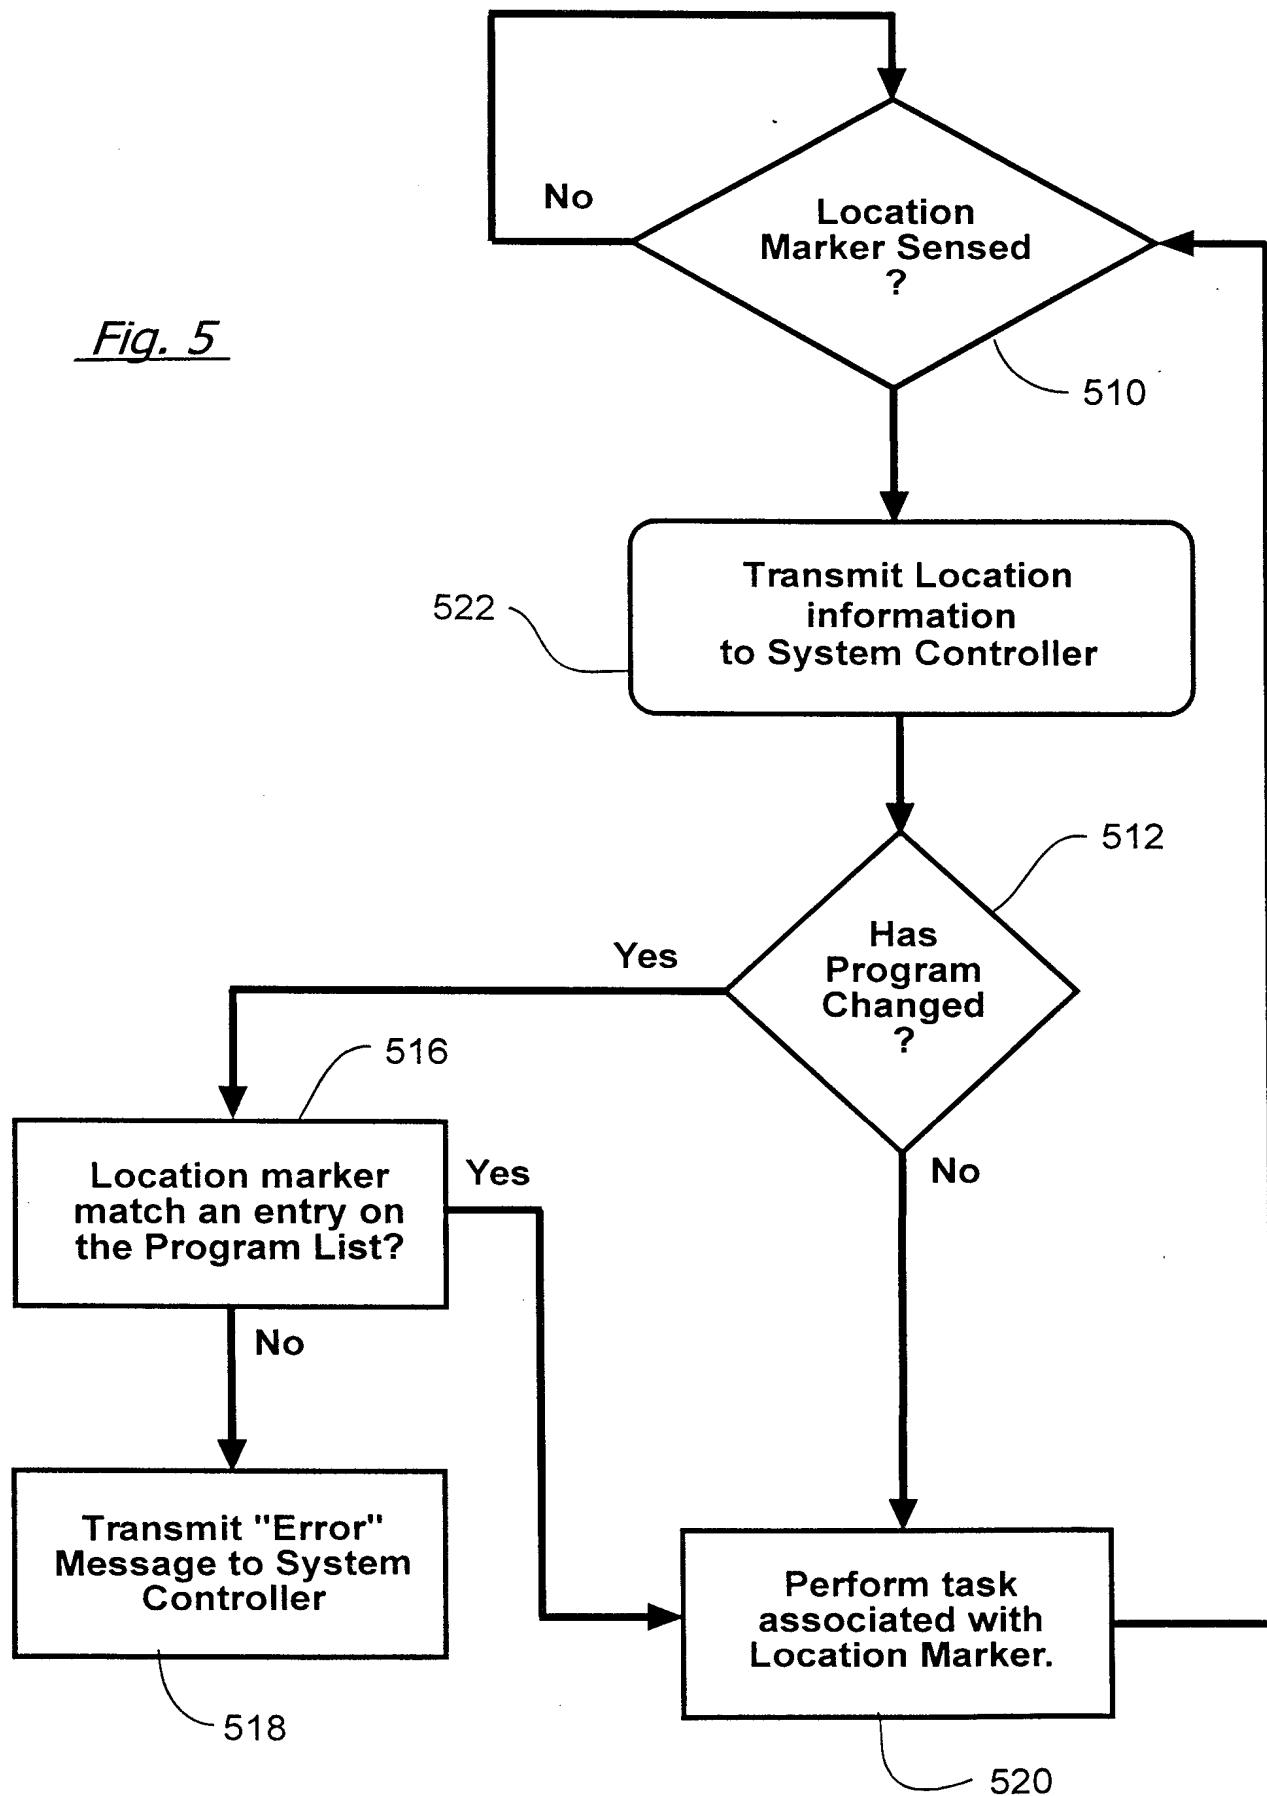 No
Location
Marker Sensed
?
Fig. 5
510
Transmit Location
information
to System Controller
522
512
Has
Program
Changed
?
Yes
516
No
Location marker
match an entry on
the Program List?
Yes
No
Transmit "Error"
Message to System
Controller
Perform task
associated with
Location Marker.
518
520